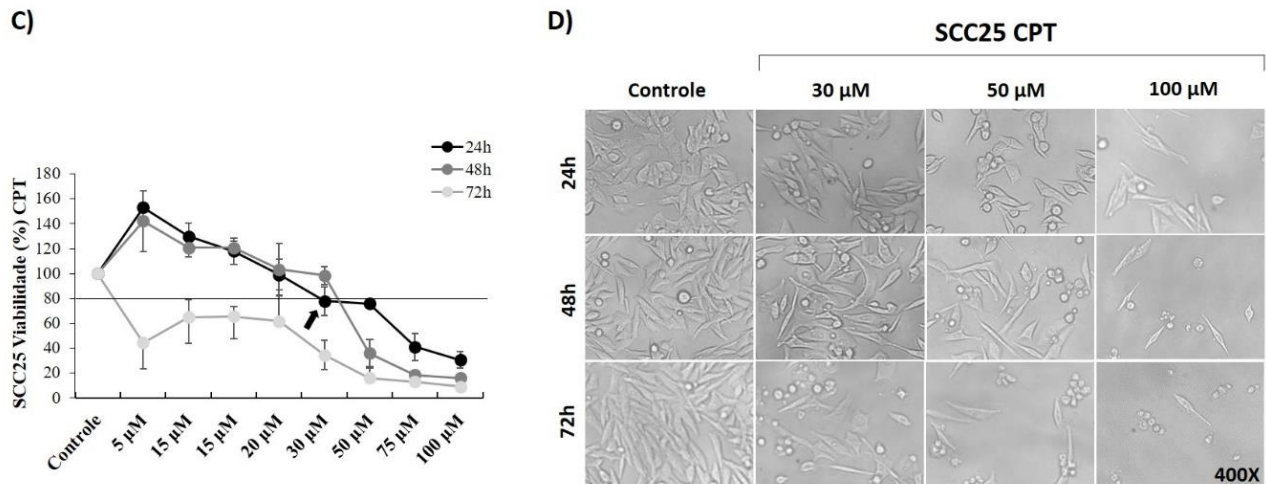 C)
24h
48h
72h
SCC25 Viabilidade (%) CPT
180
160
140
120
100
80
60
40
20
0
Controle
5 µM
15 µM
15 µM
20 µM
30 µM
50 µM
75 µM
100 µM
D)
SCC25 CPT
Controle
30 µM
50 µM
100 µM
24h
48h
72h
400X